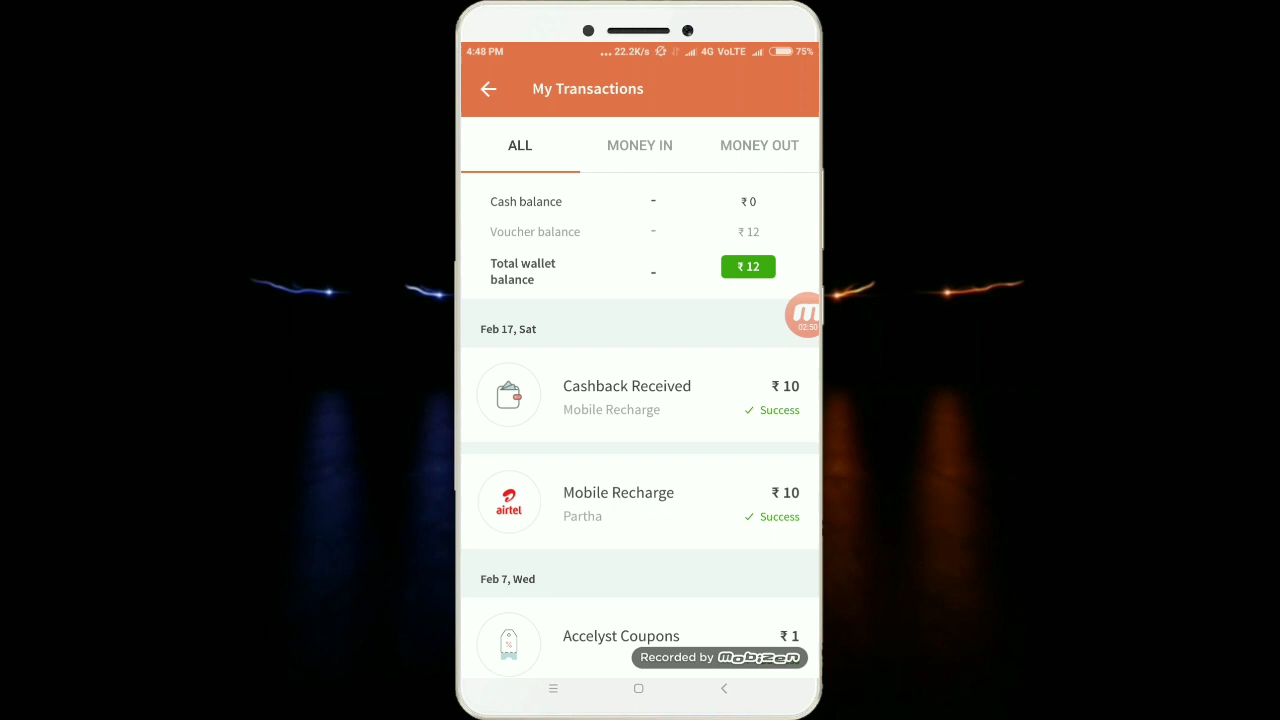 4:48 PM
... 22.2K/s 4G VoLTE 75%
My Transactions
ALL MONEY IN MONEY OUT
Cash balance - ₹ 0
Voucher balance - ₹ 12
Total wallet
balance - ₹ 12
02:50
Feb 17, Sat
Cashback Received ₹ 10
Mobile Recharge ✓ Success
Mobile Recharge ₹ 10
airtel
Partha ✓ Success
Feb 7, Wed
Accelyst Coupons ₹ 1
%
Recorded by mobizen